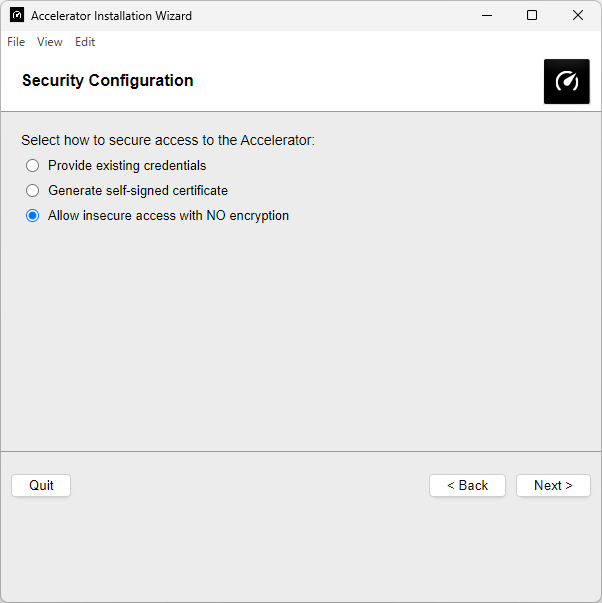 Accelerator Installation Wizard
File View Edit
Security Configuration
Select how to secure access to the Accelerator:
Provide existing credentials
Generate self-signed certificate
Allow insecure access with NO encryption
Quit < Back Next >